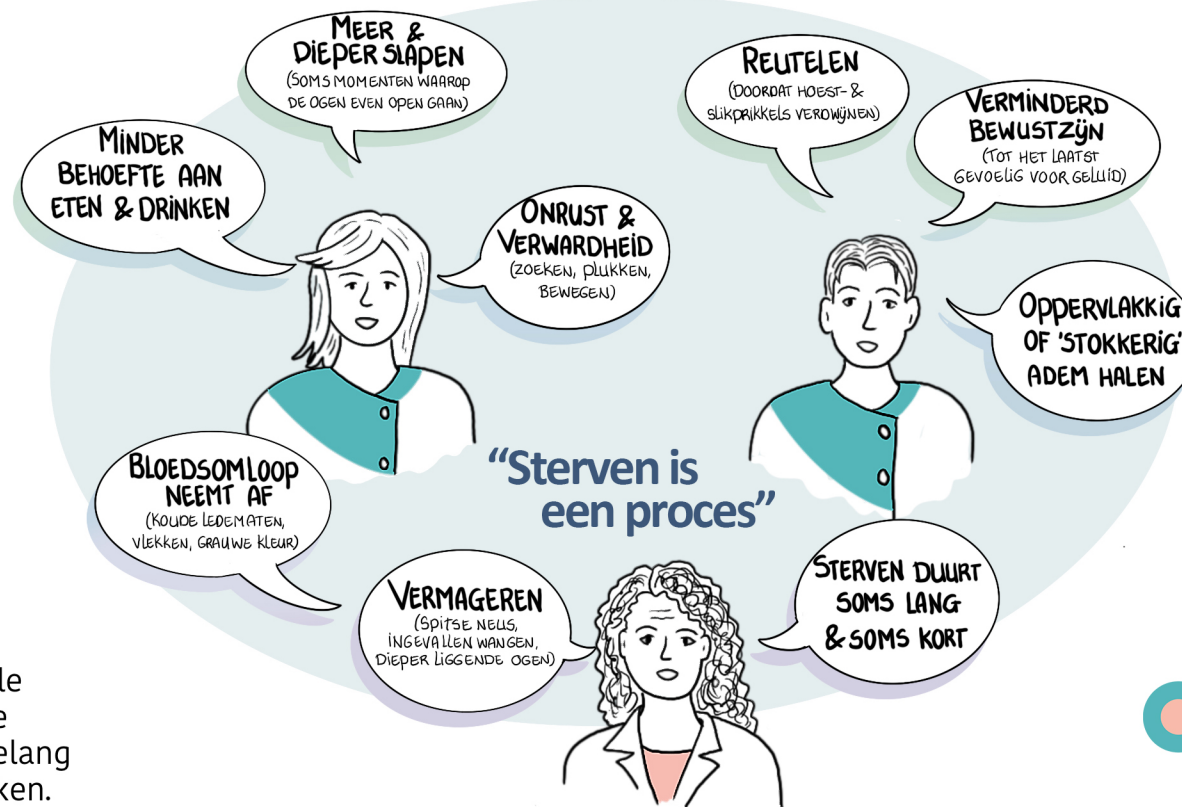 MEER &
DIEPER SLAPEN
(SOMS MOMENTEN WAAROP
DE OGEN EVEN OPEN GAAN)
MINDER
BEHOEFTE AAN
ETEN & DRINKEN
ONRUST &
VERWARDHEID
(ZOEKEN, PLUKKEN,
BEWEGEN)
REUTELEN
(DOORDAT HOEST- &
SLIKPRIKKELS VERDWIJNEN)
VERMINDERD
BEWUSTZIJN
(TOT HET LAATST
GEVOELIG VOOR GELUID)
OPPERVLAKKIG
OF 'STOKKERIG'
ADEM HALEN
"Sterven is
een proces"
BLOEDSOMLOOP
NEEMT AF
(KOUDE LEDEMATEN,
VLEKKEN, GRAUWE KLEUR)
VERMAGEREN
(SPITSE NEUS,
INGEVALLEN WANGEN,
DIEPER LIGGENDE OGEN)
STERVEN DUURT
SOMS LANG
& SOMS KORT
le
e
elang
ken.